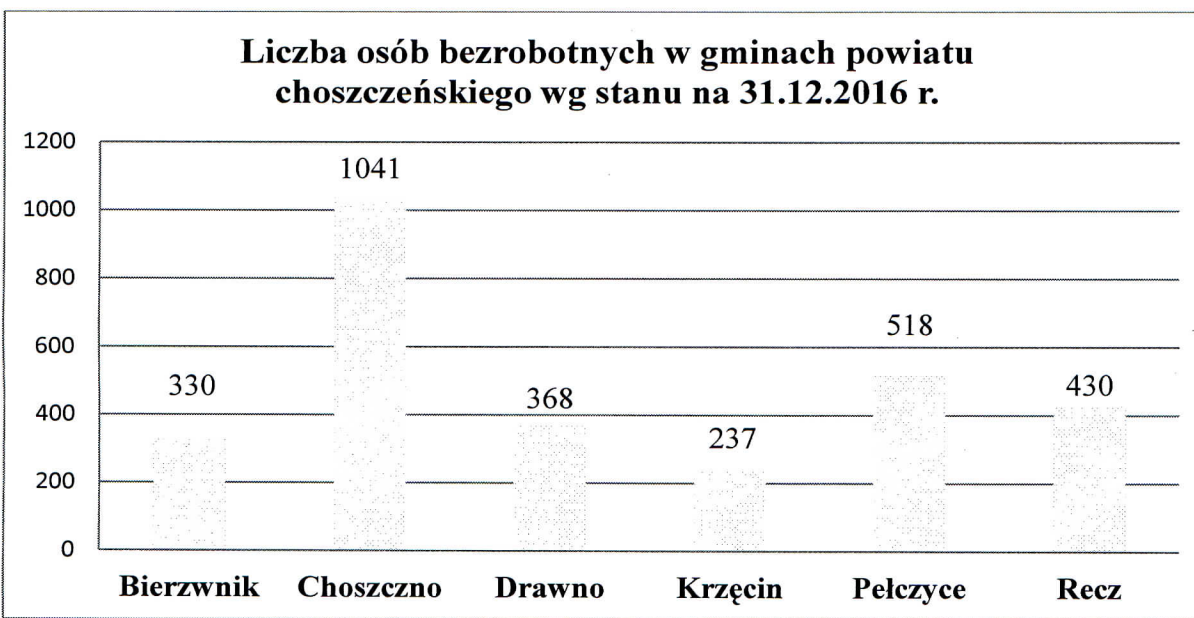 Liczba osób bezrobotnych w gminach powiatu
choszczeńskiego wg stanu na 31.12.2016 r.
1200
1000
800
600
400
200
0
330
1041
368
237
518
430
Bierzwnik
Choszczno
Drawno
Krzęcin
Pełczyce
Recz